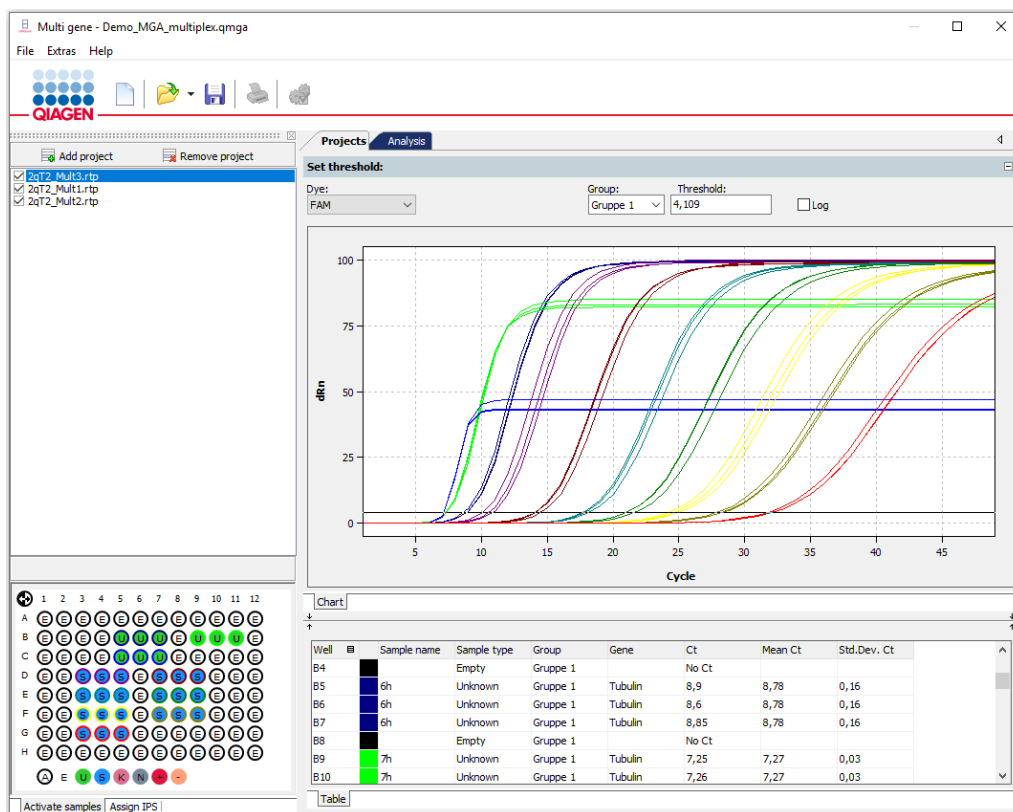 Multi gene - Demo_MGA_multiplex.qmga
File Extras Help
QIAGEN
Add project Remove project
2qT2_Mult3.rtp
2qT2_Mult1.rtp
2qT2_Mult2.rtp
Projects Analysis
Set threshold:
Dye: Group: Threshold:
FAM Gruppe 1 4,109 Log
100
75
dRn
50
25
0
5 10 15 20 25 30 35 40 45
Cycle
Chart
1 2 3 4 5 6 7 8 9 10 11 12
A E E E E E E E E E E E E
B E E E E U U U E U U U E
C E E E E U U U E E E E E
D E E S S S E S S S E E E
E E E S S S E S S S E E E
F E E S S S E S S S E E E
G E E S S S E E E E E E E
H E E E E E E E E E E E E
A E U S K N + -
Activate samples Assign IPS
Well Sample name Sample type Group Gene Ct Mean Ct Std.Dev. Ct
B4 Empty Gruppe 1 No Ct
B5 6h Unknown Gruppe 1 Tubulin 8,9 8,78 0,16
B6 6h Unknown Gruppe 1 Tubulin 8,6 8,78 0,16
B7 6h Unknown Gruppe 1 Tubulin 8,85 8,78 0,16
B8 Empty Gruppe 1 No Ct
B9 7h Unknown Gruppe 1 Tubulin 7,25 7,27 0,03
B10 7h Unknown Gruppe 1 Tubulin 7,26 7,27 0,03
Table